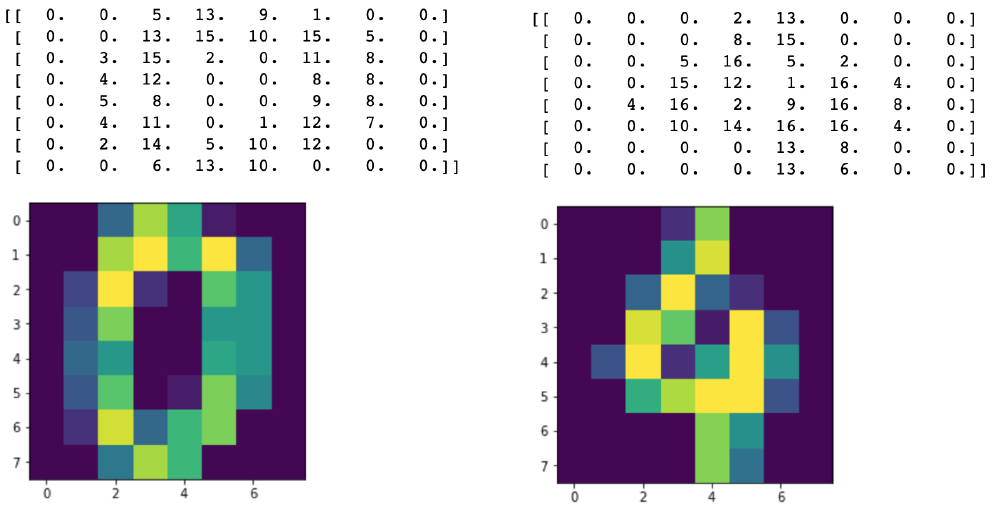 [[ 0. 0. 5. 13. 9. 1. 0. 0.]
[ 0. 0. 13. 15. 10. 15. 5. 0.]
[ 0. 3. 15. 2. 0. 11. 8. 0.]
[ 0. 4. 12. 0. 0. 8. 8. 0.]
[ 0. 5. 8. 0. 0. 9. 8. 0.]
[ 0. 4. 11. 0. 1. 12. 7. 0.]
[ 0. 2. 14. 5. 10. 12. 0. 0.]
[ 0. 0. 6. 13. 10. 0. 0. 0.]]
0
1
2
3
4
5
6
7
0 2 4 6
[[ 0. 0. 0. 2. 13. 0. 0. 0.]
[ 0. 0. 0. 8. 15. 0. 0. 0.]
[ 0. 0. 5. 16. 5. 2. 0. 0.]
[ 0. 0. 15. 12. 1. 16. 4. 0.]
[ 0. 4. 16. 2. 9. 16. 8. 0.]
[ 0. 0. 10. 14. 16. 16. 4. 0.]
[ 0. 0. 0. 0. 13. 8. 0. 0.]
[ 0. 0. 0. 0. 13. 6. 0. 0.]]
0
1
2
3
4
5
6
7
0 2 4 6